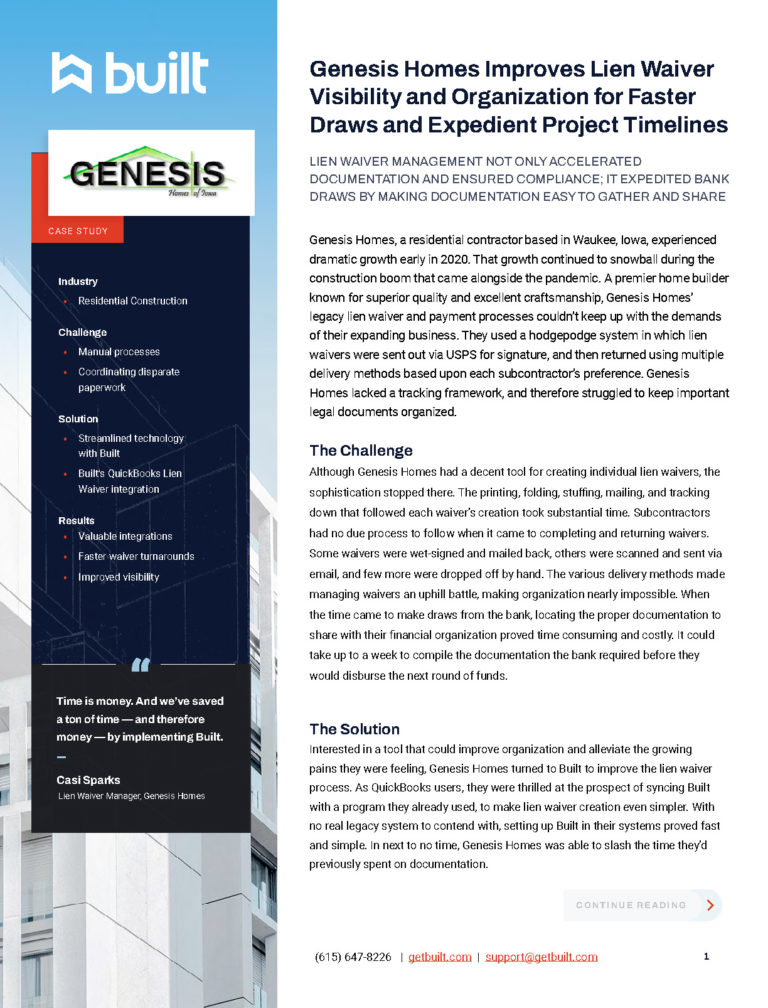 built
GENESIS
Homes of Iowa
CASE STUDY
Industry
• Residential Construction
Challenge
• Manual processes
• Coordinating disparate
paperwork
Solution
• Streamlined technology
with Built
• Built's QuickBooks Lien
Waiver integration
Results
• Valuable integrations
• Faster waiver turnarounds
• Improved visibility
“
Time is money. And we've saved
a ton of time — and therefore
money — by implementing Built.
Casi Sparks
Lien Waiver Manager, Genesis Homes
Genesis Homes Improves Lien Waiver
Visibility and Organization for Faster
Draws and Expedient Project Timelines
LIEN WAIVER MANAGEMENT NOT ONLY ACCELERATED
DOCUMENTATION AND ENSURED COMPLIANCE; IT EXPEDITED BANK
DRAWS BY MAKING DOCUMENTATION EASY TO GATHER AND SHARE
Genesis Homes, a residential contractor based in Waukee, Iowa, experienced
dramatic growth early in 2020. That growth continued to snowball during the
construction boom that came alongside the pandemic. A premier home builder
known for superior quality and excellent craftsmanship, Genesis Homes'
legacy lien waiver and payment processes couldn't keep up with the demands
of their expanding business. They used a hodgepodge system in which lien
waivers were sent out via USPS for signature, and then returned using multiple
delivery methods based upon each subcontractor's preference. Genesis
Homes lacked a tracking framework, and therefore struggled to keep important
legal documents organized.
The Challenge
Although Genesis Homes had a decent tool for creating individual lien waivers, the
sophistication stopped there. The printing, folding, stuffing, mailing, and tracking
down that followed each waiver's creation took substantial time. Subcontractors
had no due process to follow when it came to completing and returning waivers.
Some waivers were wet-signed and mailed back, others were scanned and sent via
email, and few more were dropped off by hand. The various delivery methods made
managing waivers an uphill battle, making organization nearly impossible. When
the time came to make draws from the bank, locating the proper documentation to
share with their financial organization proved time consuming and costly. It could
take up to a week to compile the documentation the bank required before they
would disburse the next round of funds.
The Solution
Interested in a tool that could improve organization and alleviate the growing
pains they were feeling, Genesis Homes turned to Built to improve the lien waiver
process. As QuickBooks users, they were thrilled at the prospect of syncing Built
with a program they already used, to make lien waiver creation even simpler. With
no real legacy system to contend with, setting up Built in their systems proved fast
and simple. In next to no time, Genesis Homes was able to slash the time they'd
previously spent on documentation.
CONTINUE READING
(615) 647-8226 | getbuilt.com | support@getbuilt.com
1